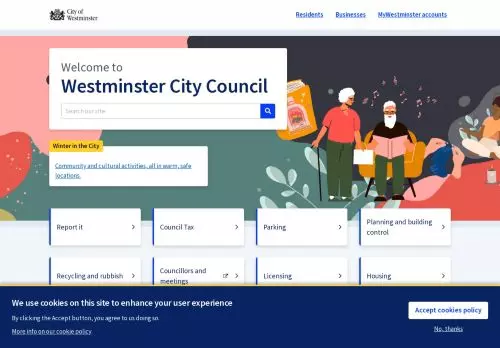 City of
Westminster
Residents
Businesses
MyWestminster accounts
Welcome to
Westminster City Council
Search our site
Winter in the City
Community and cultural activities, all in warm, safe
locations.
Report it
Council Tax
Parking
Planning and building
control
Recycling and rubbish
Councillors and
meetings
Licensing
Housing
We use cookies on this site to enhance your user experience
By clicking the Accept button, you agree to us doing so.
More info on our cookie policy
Accept cookies policy
No, thanks